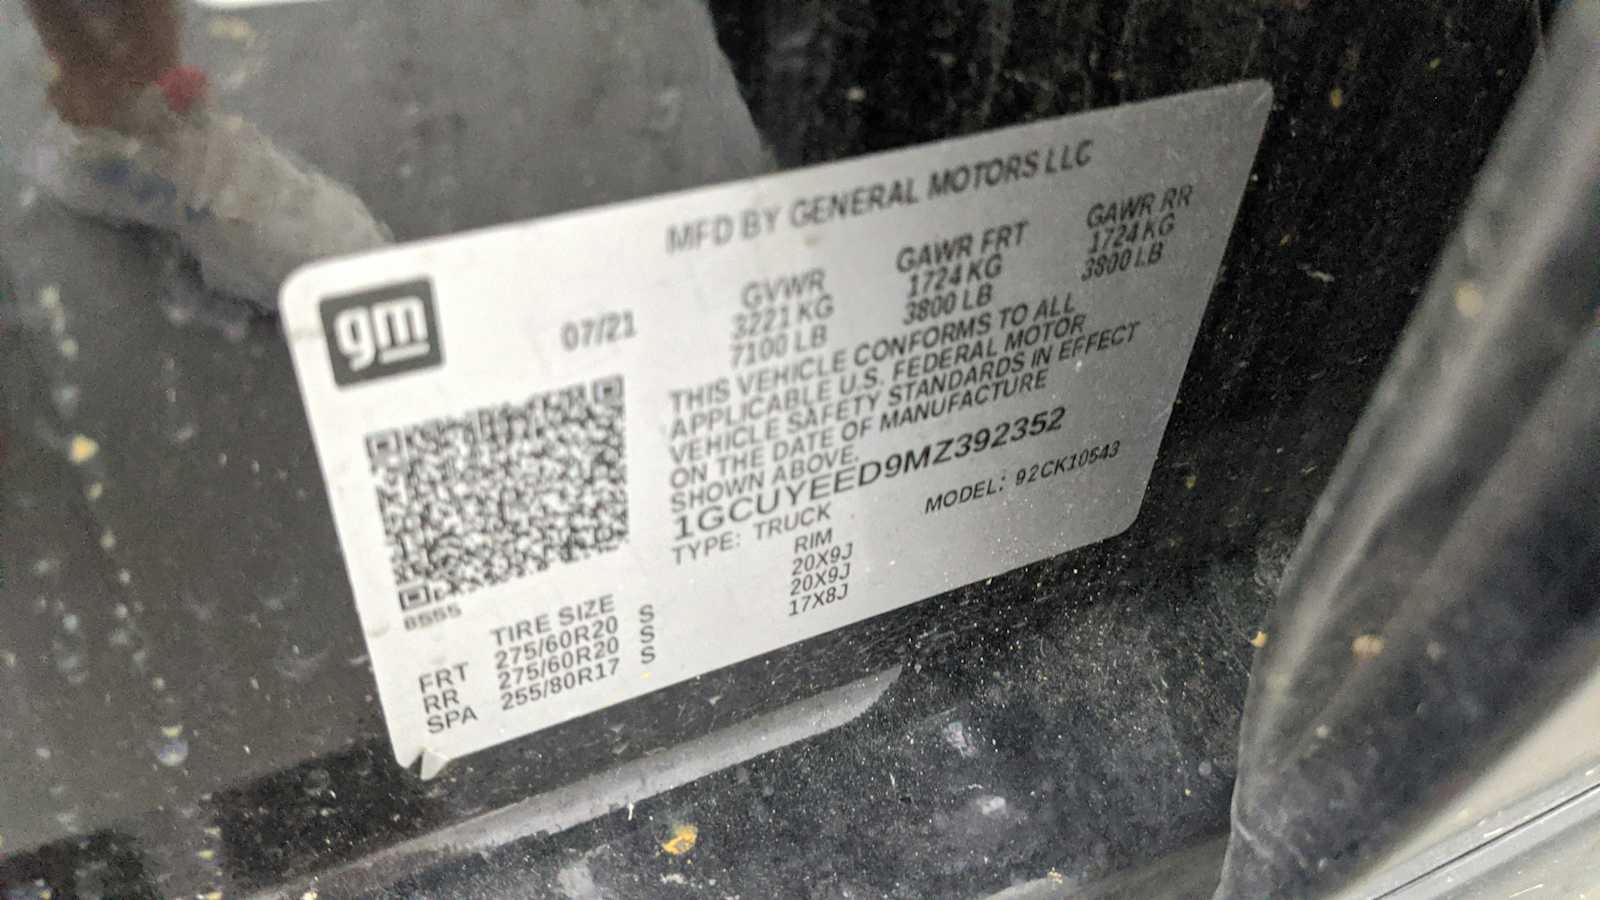 MFD BY GENERAL MOTORS LLC
gm
07/21
GVWR
3221 KG
7100 LB
GAWR FRT
1724 KG
3800 LB
GAWR RR
1724 KG
3800 LB
THIS VEHICLE CONFORMS TO ALL
APPLICABLE U.S. FEDERAL MOTOR
VEHICLE SAFETY STANDARDS IN EFFECT
ON THE DATE OF MANUFACTURE
SHOWN ABOVE.
1GCUYEED9MZ392352
TYPE: TRUCK
MODEL: 92CK10543
8555
TIRE SIZE RIM
FRT 275/60R20 S 20X9J
RR 275/60R20 S 20X9J
SPA 255/80R17 S 17X8J